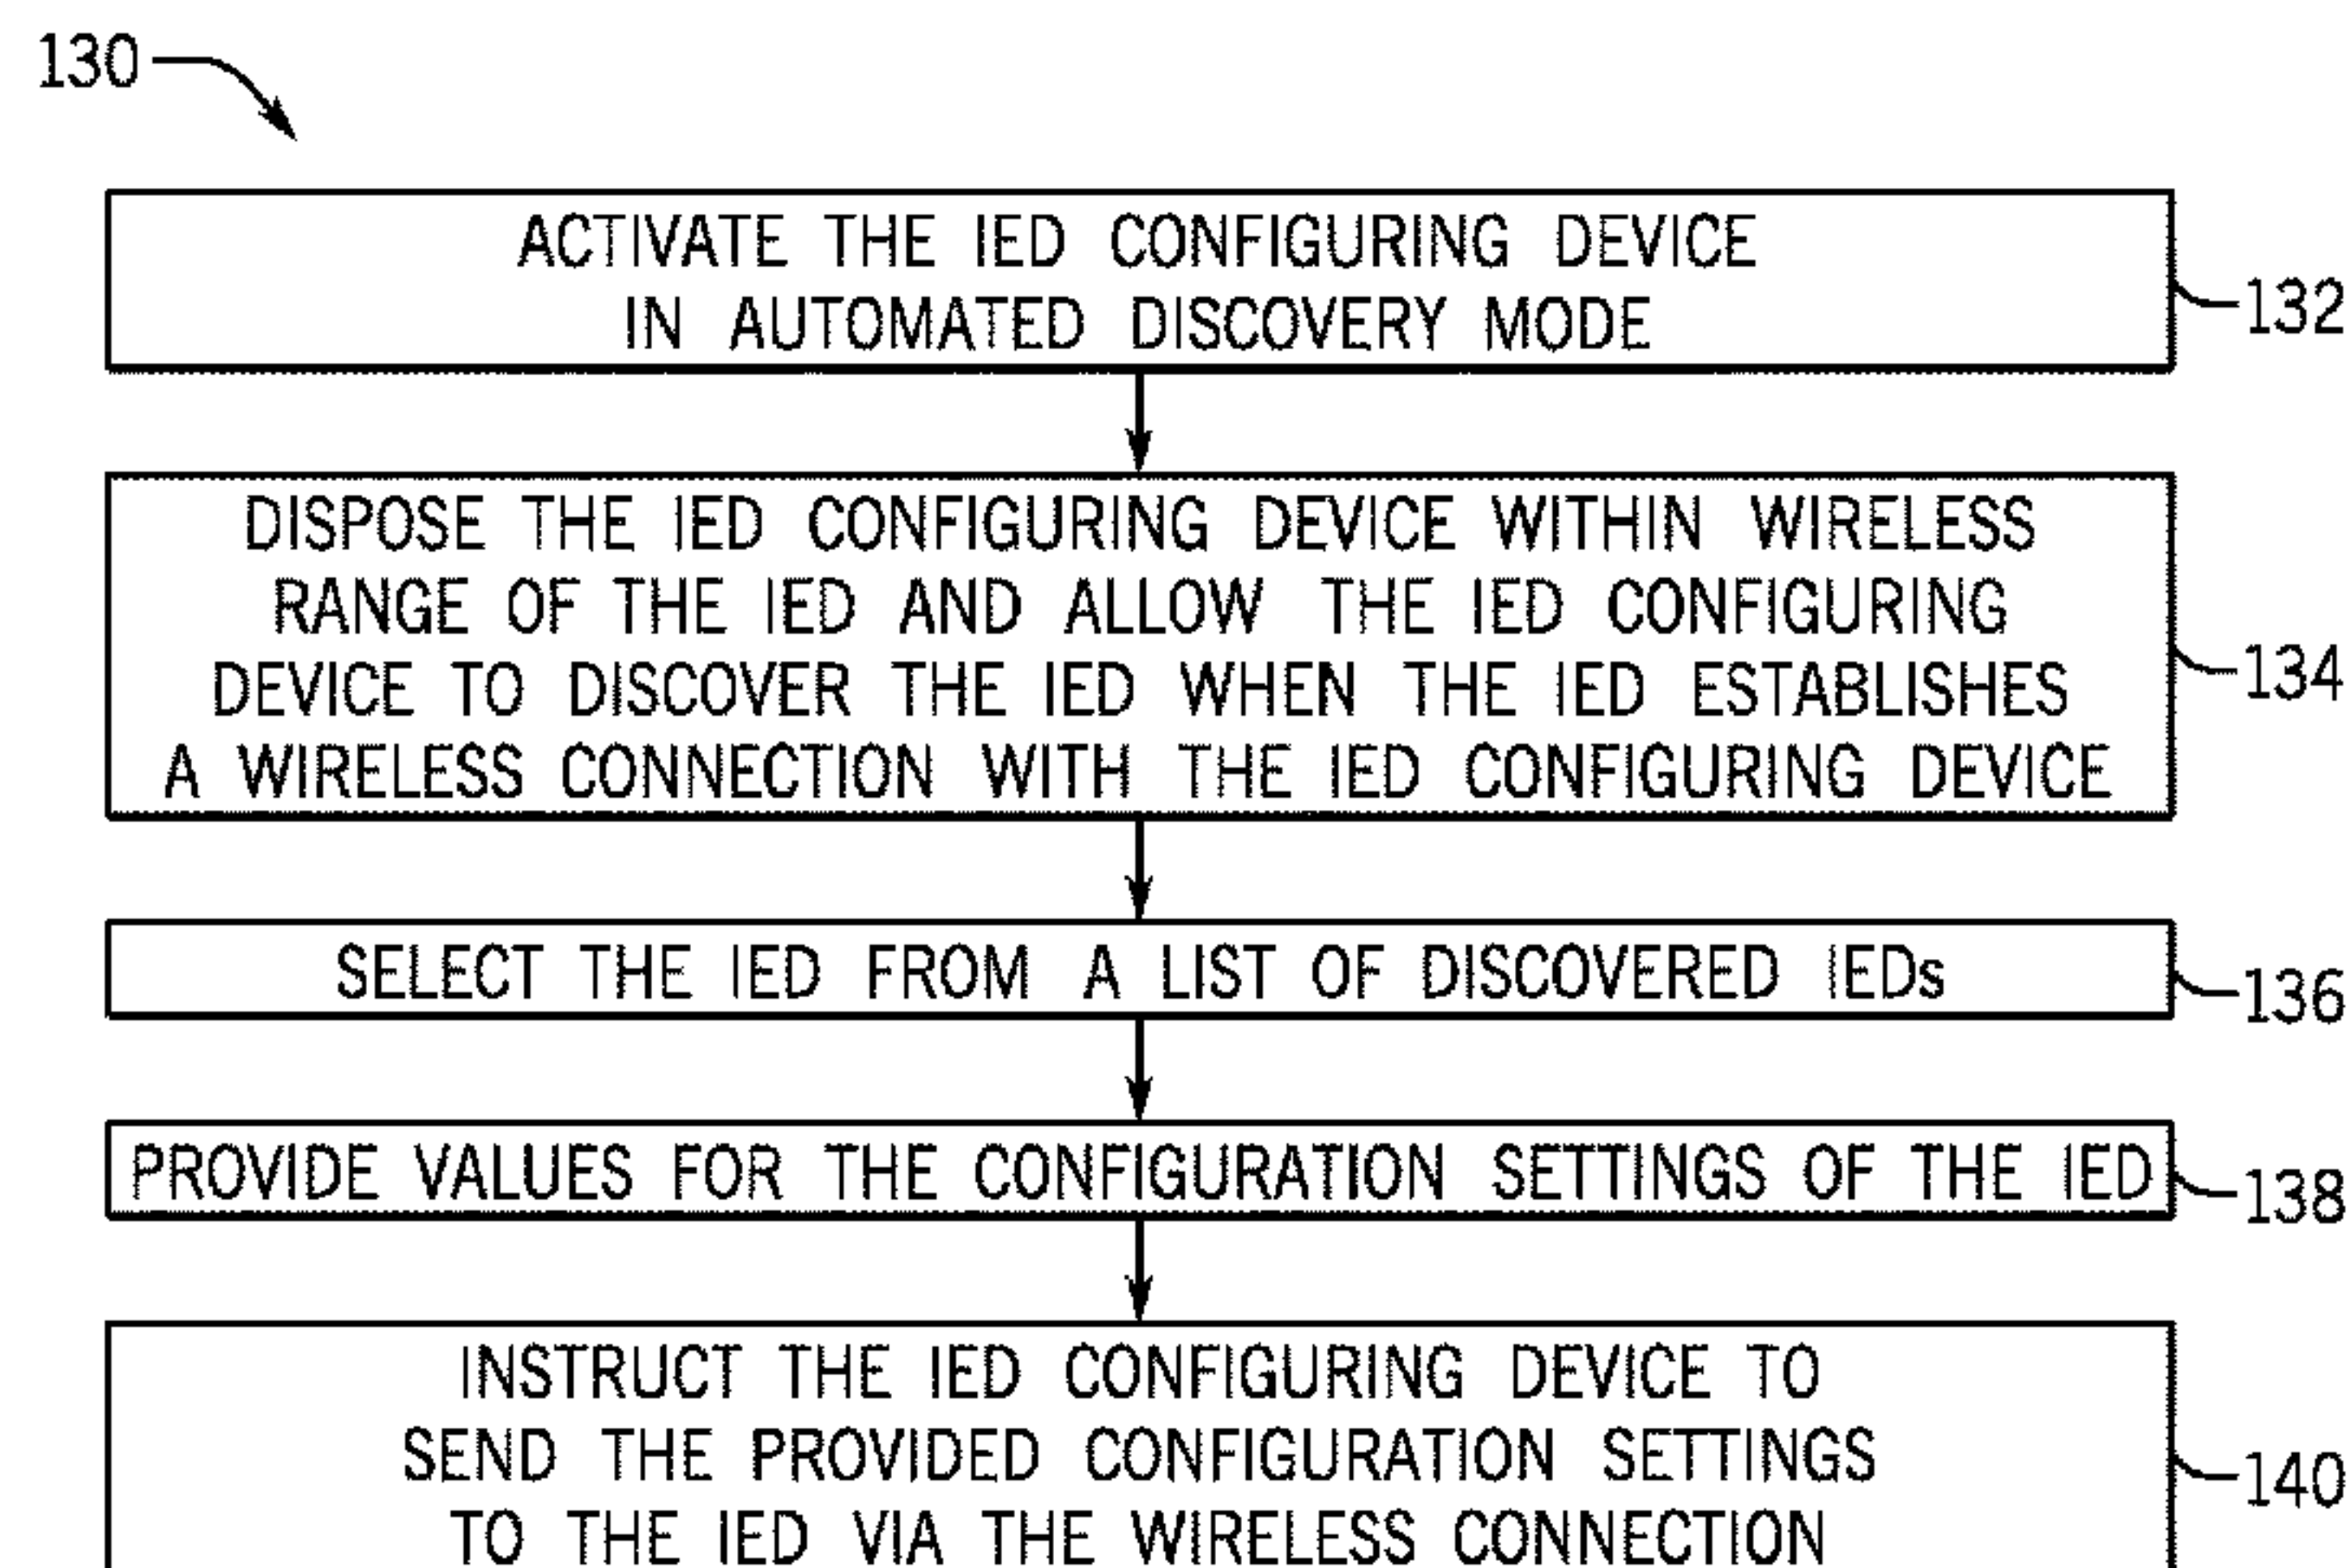 130
ACTIVATE THE IED CONFIGURING DEVICE
IN AUTOMATED DISCOVERY MODE
132
DISPOSE THE IED CONFIGURING DEVICE WITHIN WIRELESS
RANGE OF THE IED AND ALLOW THE IED CONFIGURING
DEVICE TO DISCOVER THE IED WHEN THE IED ESTABLISHES
A WIRELESS CONNECTION WITH THE IED CONFIGURING DEVICE
134
SELECT THE IED FROM A LIST OF DISCOVERED IEDs
136
PROVIDE VALUES FOR THE CONFIGURATION SETTINGS OF THE IED
138
INSTRUCT THE IED CONFIGURING DEVICE TO
SEND THE PROVIDED CONFIGURATION SETTINGS
TO THE IED VIA THE WIRELESS CONNECTION
140